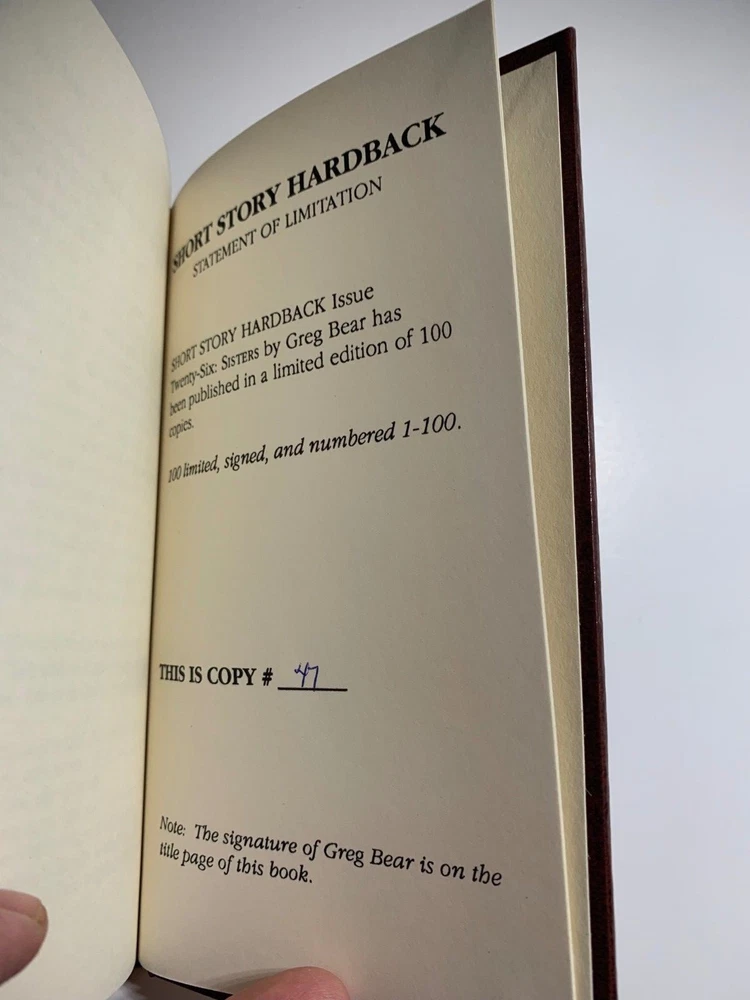 SHORT STORY HARDBACK
STATEMENT OF LIMITATION
SHORT STORY HARDBACK Issue
Twenty-Six: SISTERS by Greg Bear has
been published in a limited edition of 100
copies.
100 limited, signed, and numbered 1-100.
THIS IS COPY # 47
Note: The signature of Greg Bear is on the
title page of this book.